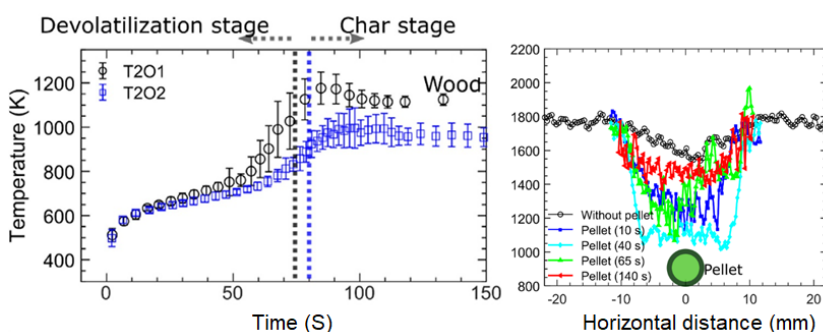 Devolatilization stage Char stage
T2O1
T2O2
Wood
Temperature (K)
1200
1000
800
600
400
0 50 100 150
Time (S)
2200
2000
1800
1600
1400
1200
1000
800
Without pellet
Pellet (10 s)
Pellet (40 s)
Pellet (65 s)
Pellet (140 s)
Pellet
-20 -10 0 10 20
Horizontal distance (mm)